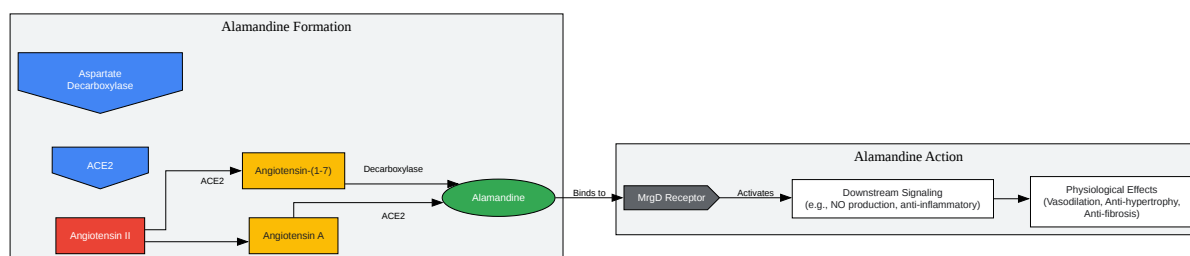 Alamandine Formation
Aspartate
Decarboxylase
ACE2
Angiotensin-(1-7)
Decarboxylase
ACE2
Alamandine
Angiotensin II
Angiotensin A
ACE2
Binds to
Alamandine Action
MrgD Receptor
Activates
Downstream Signaling
(e.g., NO production, anti-inflammatory)
Physiological Effects
(Vasodilation, Anti-hypertrophy,
Anti-fibrosis)